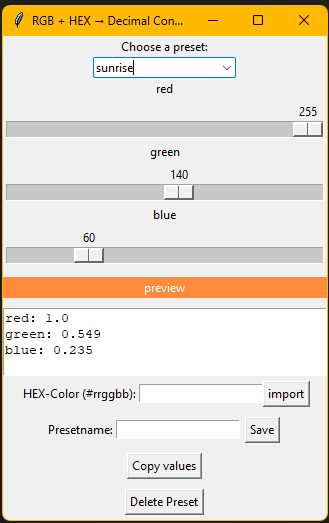 RGB + HEX → Decimal Con...
Choose a preset:
sunrise
red
255
green
140
blue
60
preview
red: 1.0
green: 0.549
blue: 0.235
HEX-Color (#rrggbb): import
Presetname: Save
Copy values
Delete Preset